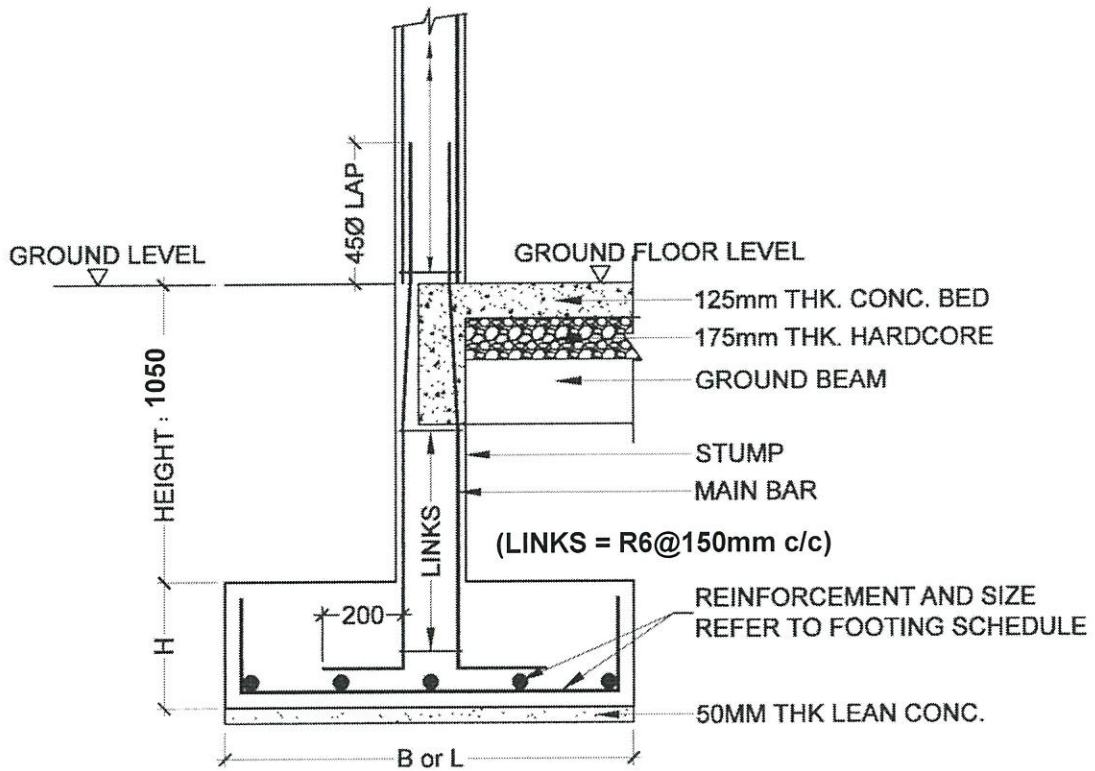 45Ø LAP
GROUND LEVEL
GROUND FLOOR LEVEL
125mm THK. CONC. BED
175mm THK. HARDCORE
GROUND BEAM
HEIGHT : 1050
STUMP
MAIN BAR
LINKS
(LINKS = R6@150mm c/c)
200
H
REINFORCEMENT AND SIZE
REFER TO FOOTING SCHEDULE
50MM THK LEAN CONC.
B or L